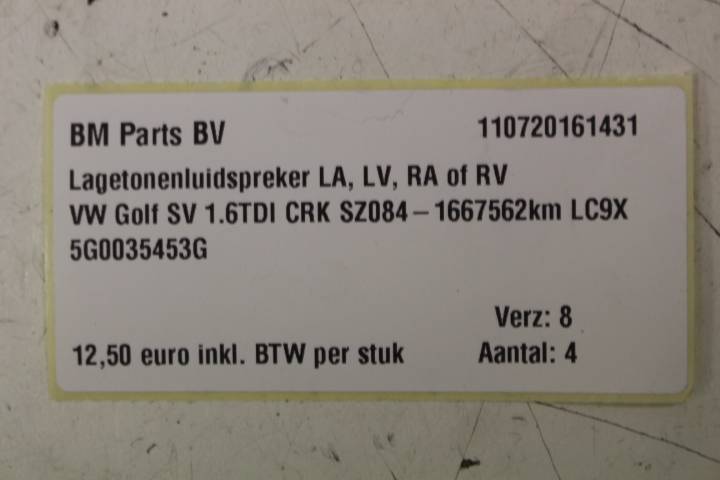 BM Parts BV 110720161431
Lagetonenluidspreker LA, LV, RA of RV
VW Golf SV 1.6TDI CRK SZ084 – 1667562km LC9X
5G0035453G
Verz: 8
12,50 euro inkl. BTW per stuk Aantal: 4